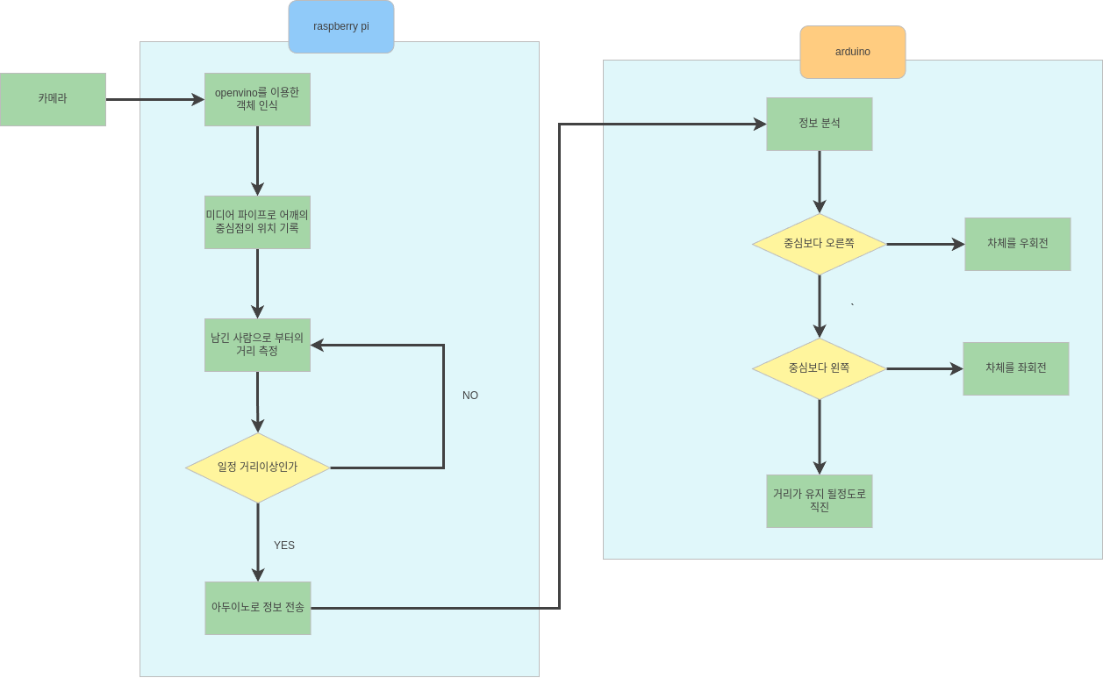 raspberry pi
카메라
openvino를 이용한
객체 인식
미디어 파이프로 어깨의
중심점의 위치 기록
남긴 사람으로 부터의
거리 측정
NO
일정 거리이상인가
YES
아두이노로 정보 전송
arduino
정보 분석
중심보다 오른쪽
차체를 우회전
`
중심보다 왼쪽
차체를 좌회전
거리가 유지 될정도로
직진